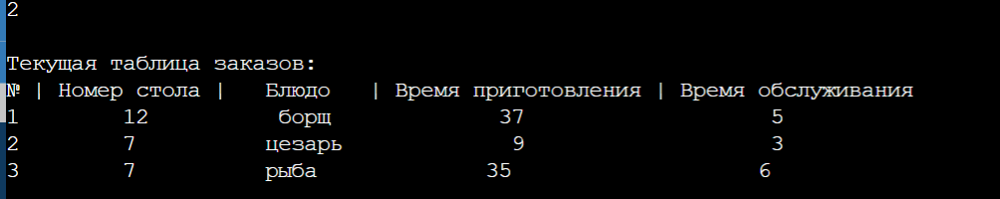 2
Текущая таблица заказов:
№ | Номер стола | Блюдо | Время приготовления | Время обслуживания
1 12 борщ 37 5
2 7 цезарь 9 3
3 7 рыба 35 6